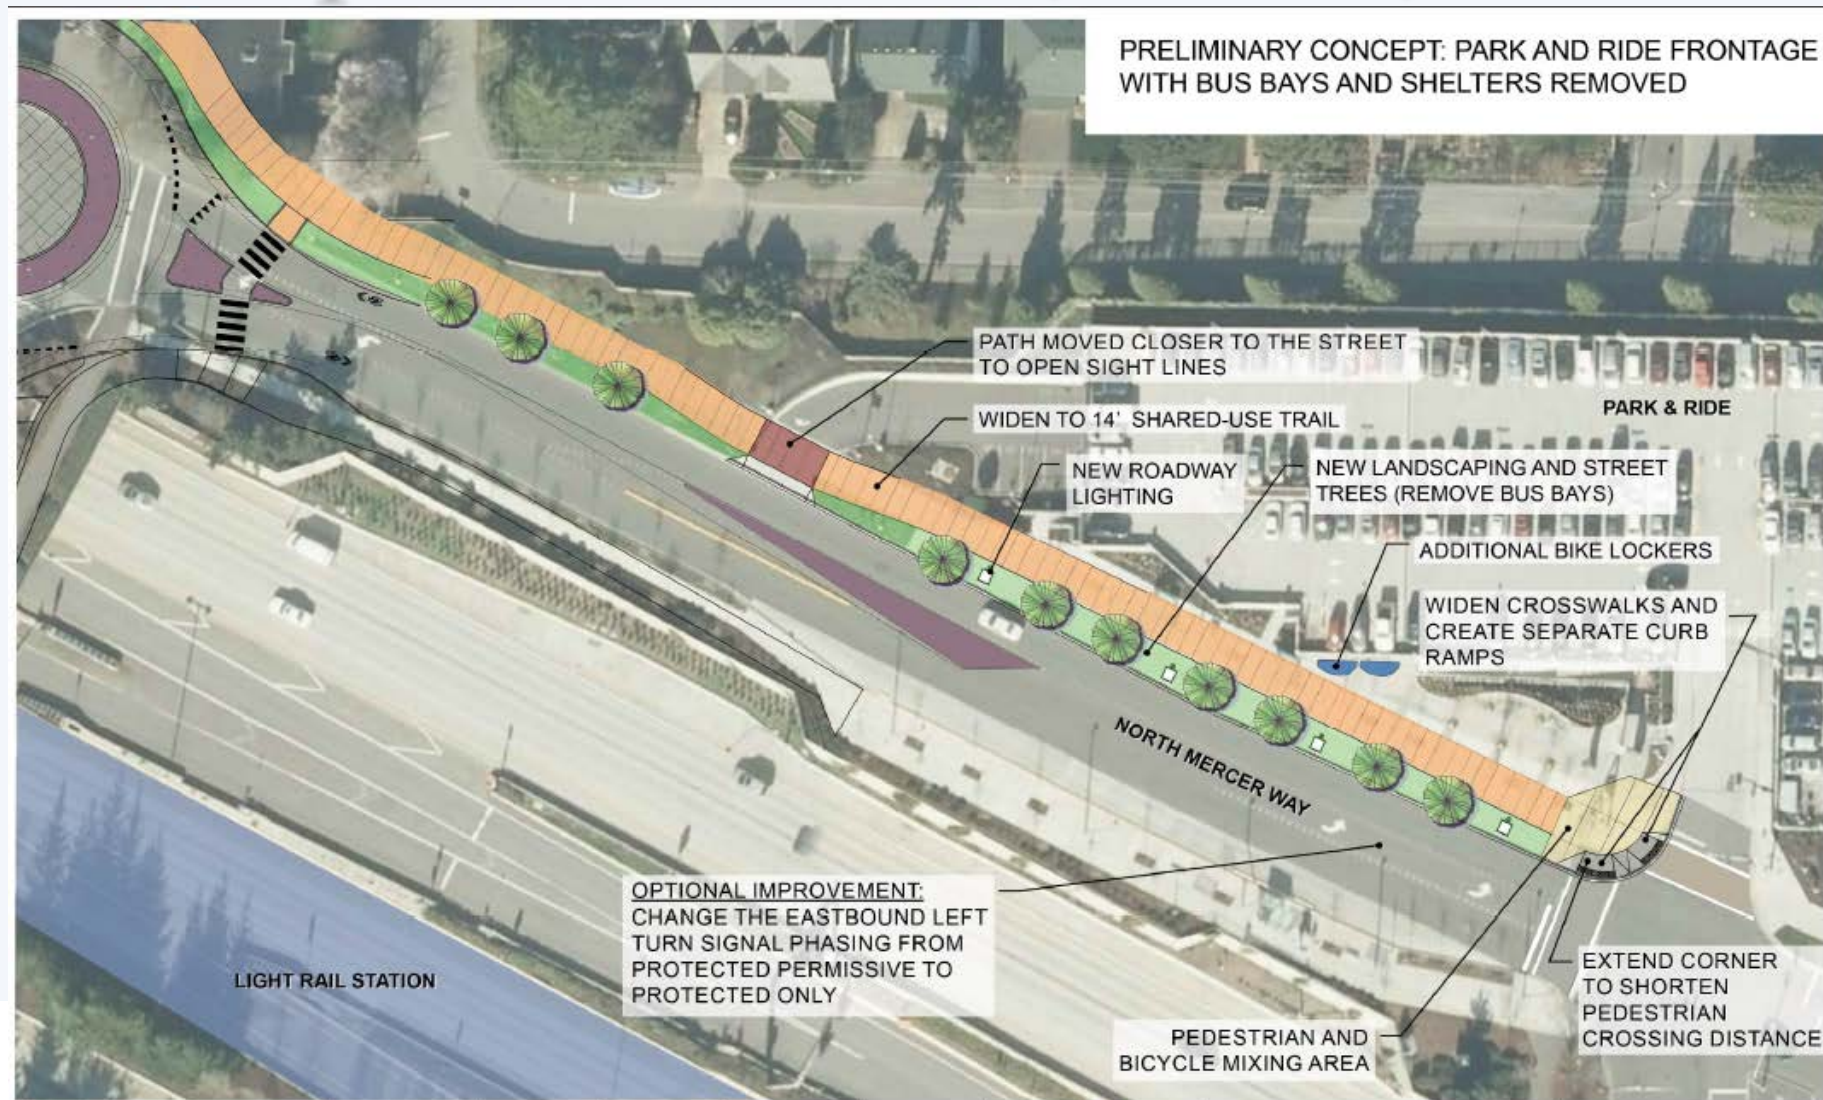 PRELIMINARY CONCEPT: PARK AND RIDE FRONTAGE
WITH BUS BAYS AND SHELTERS REMOVED
PATH MOVED CLOSER TO THE STREET
TO OPEN SIGHT LINES
PARK & RIDE
WIDEN TO 14' SHARED-USE TRAIL
NEW ROADWAY
LIGHTING
NEW LANDSCAPING AND STREET
TREES (REMOVE BUS BAYS)
ADDITIONAL BIKE LOCKERS
WIDEN CROSSWALKS AND
CREATE SEPARATE CURB
RAMPS
NORTH MERCER WAY
OPTIONAL IMPROVEMENT:
CHANGE THE EASTBOUND LEFT
TURN SIGNAL PHASING FROM
PROTECTED PERMISSIVE TO
PROTECTED ONLY
LIGHT RAIL STATION
EXTEND CORNER
TO SHORTEN
PEDESTRIAN
CROSSING DISTANCE
PEDESTRIAN AND
BICYCLE MIXING AREA